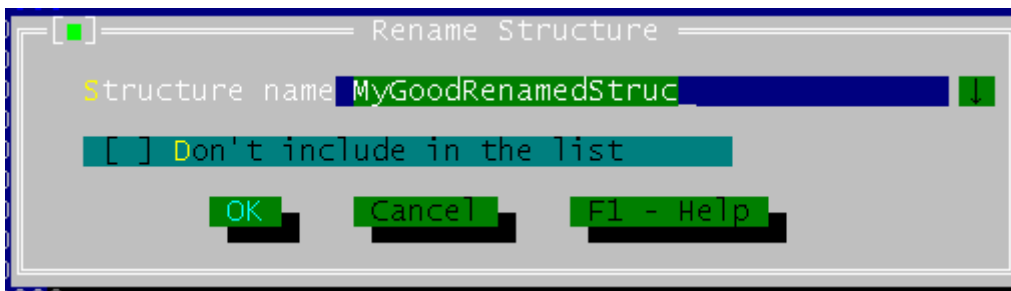 [■] Rename Structure
Structure name MyGoodRenamedStruc_ ↓
[ ] Don't include in the list
OK Cancel F1 - Help